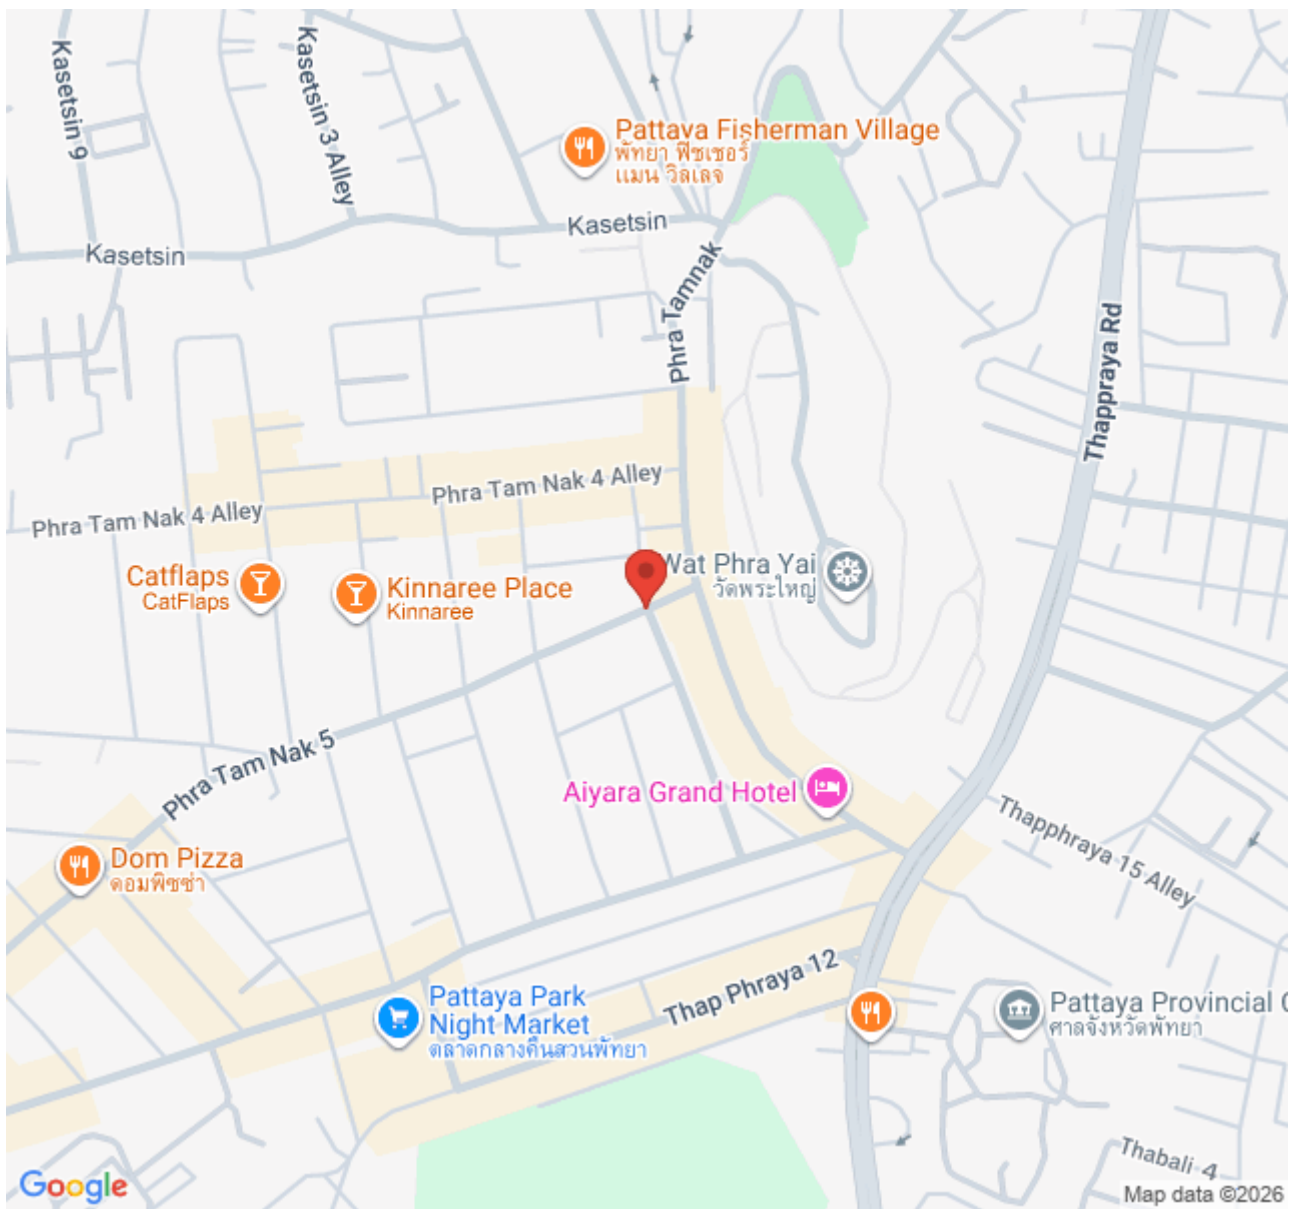 Kasetsin 9
Kasetsin 3 Alley
Pattaya Fisherman Village
พัทยา ฟิชเชอร์
แมน วิลเลจ
Kasetsin
Kasetsin
Phra Tamnak
Thappraya Rd
Phra Tam Nak 4 Alley
Phra Tam Nak 4 Alley
Wat Phra Yai
วัดพระใหญ่
Catflaps
CatFlaps
Kinnaree Place
Kinnaree
Phra Tam Nak 5
Aiyara Grand Hotel
Thapphraya 15 Alley
Dom Pizza
ดอมพิซซ่า
Thap Phraya 12
Pattaya Park
Night Market
ตลาดกลางคืนสวนพัทยา
Pattaya Provincial C
ศาลจังหวัดพัทยา
Thabali 4
Google
Map data ©2026